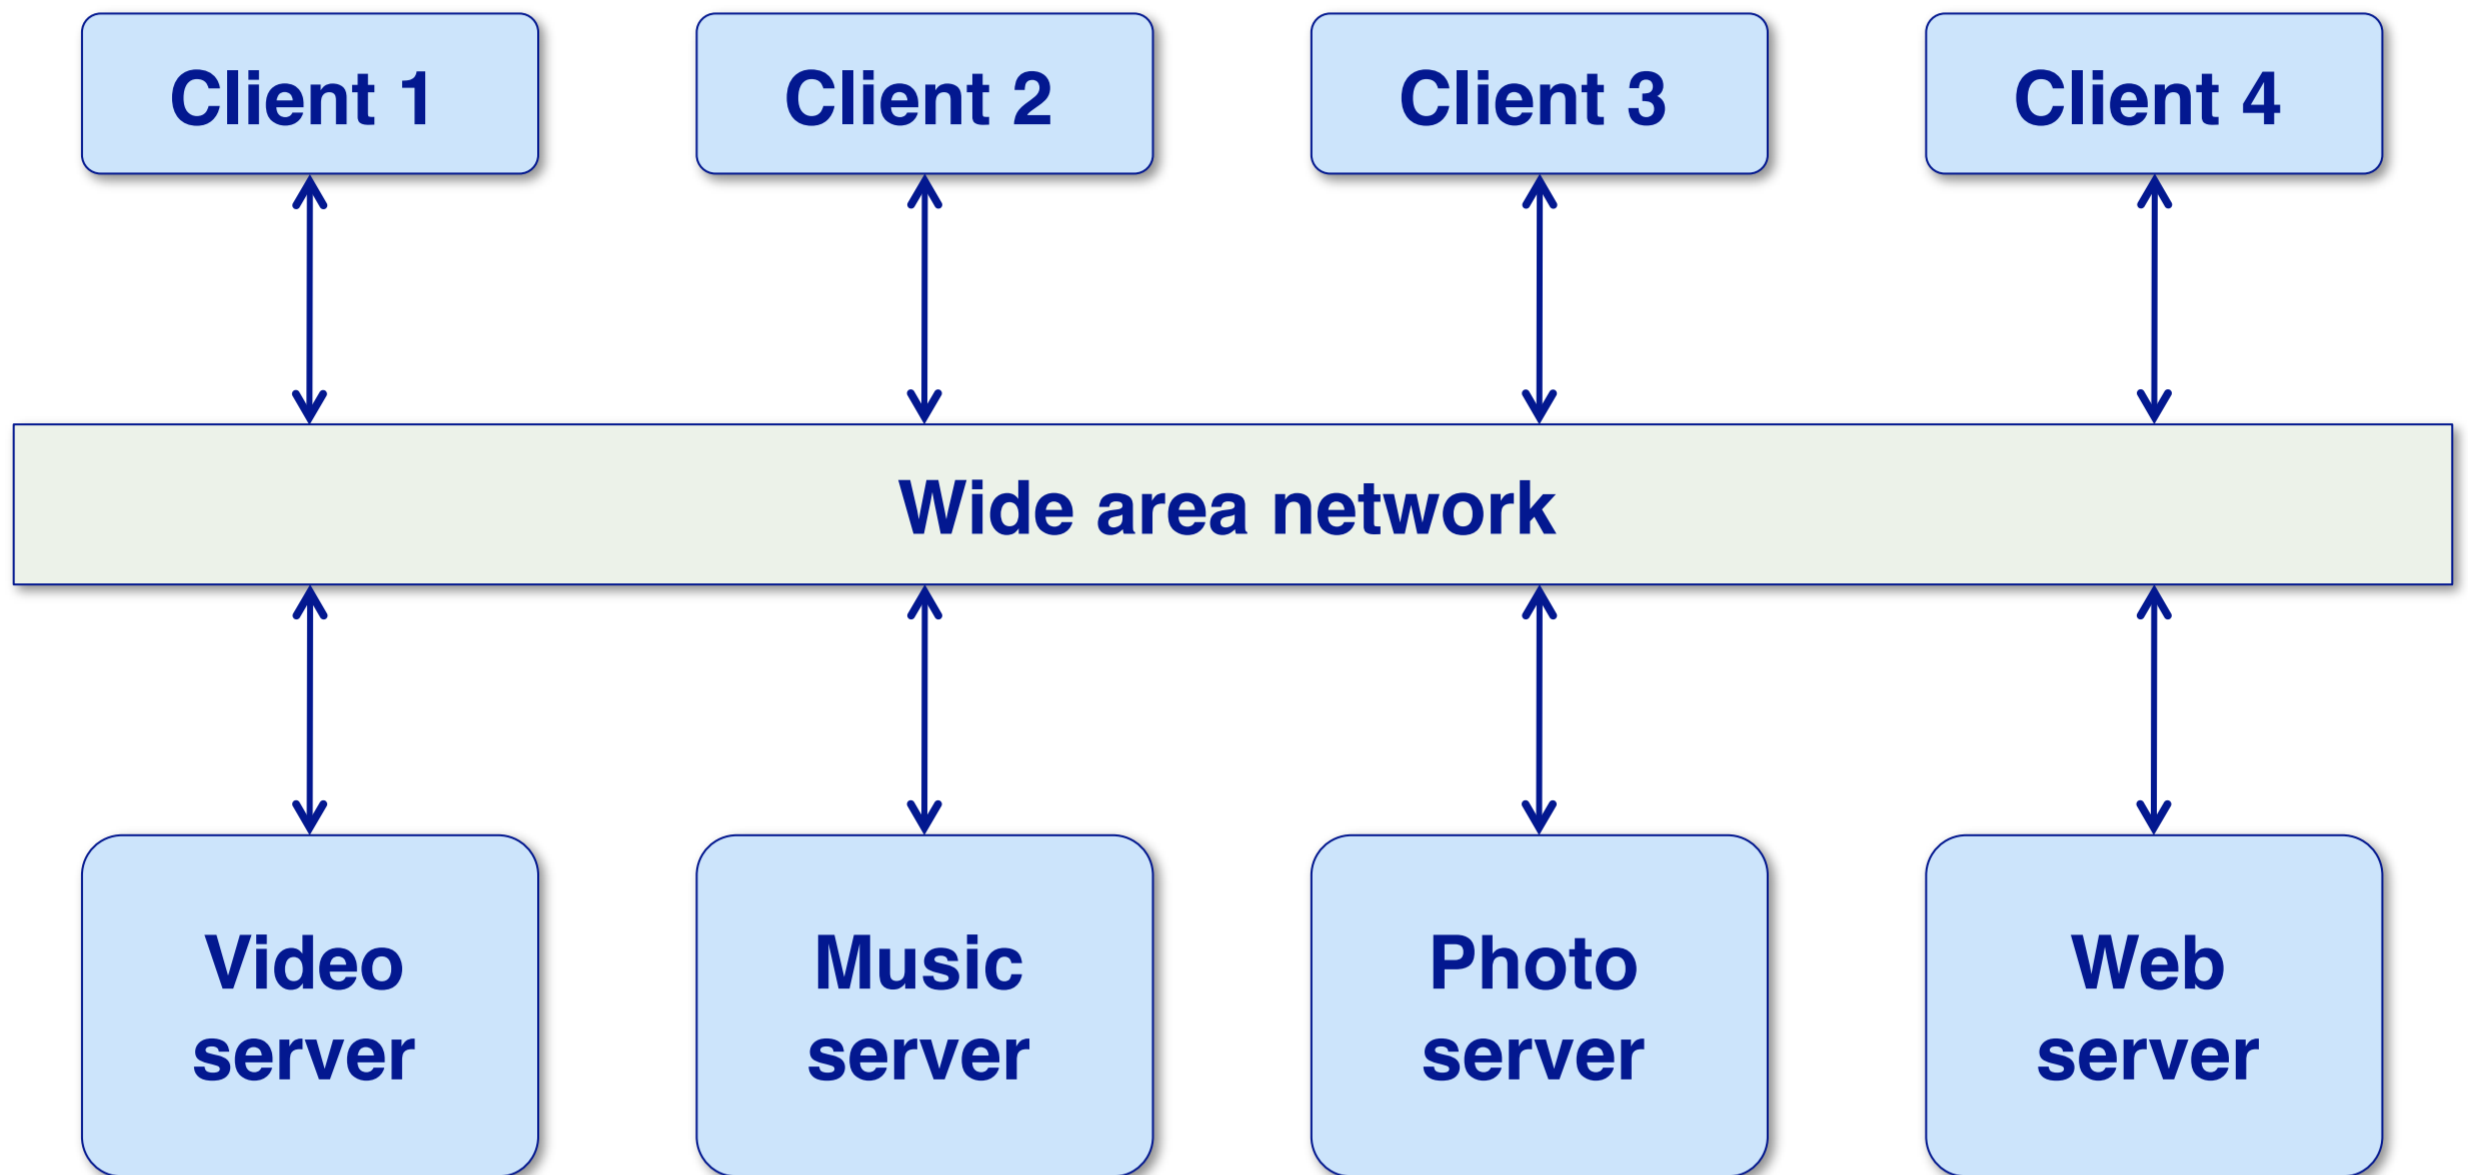 Client 1
Client 2
Client 3
Client 4
Wide area network
Video
server
Music
server
Photo
server
Web
server